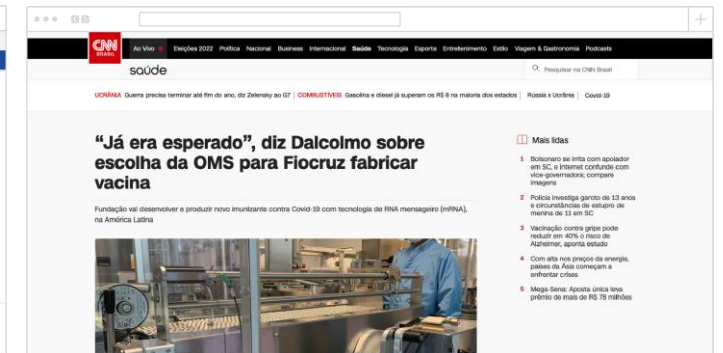 CNN
BRASIL
Ao Vivo Eleições 2022 Política Nacional Business Internacional Saúde Tecnologia Esporte Entretenimento Estilo Viagem & Gastronomia Podcasts
saúde
Pesquisar na CNN Brasil
UCRÂNIA Guerra precisa terminar até fim do ano, diz Zelensky ao G7 | COMBUSTÍVEIS Gasolina e diesel já superam os R$ 8 na maioria dos estados | Rússia x Ucrânia | Covid-19
“Já era esperado”, diz Dalcolmo sobre
escolha da OMS para Fiocruz fabricar
vacina
Fundação vai desenvolver e produzir novo imunizante contra Covid-19 com tecnologia de RNA mensageiro (mRNA),
na América Latina
Mais lidas
1 Bolsonaro se irrita com apoiador
em SC, e internet confunde com
vice-governadora; compare
imagens
2 Polícia investiga garoto de 13 anos
e circunstâncias de estupro de
menina de 11 em SC
3 Vacinação contra gripe pode
reduzir em 40% o risco de
Alzheimer, aponta estudo
4 Com alta nos preços da energia,
países da Ásia começam a
enfrentar crises
5 Mega-Sena: Aposta única leva
prêmio de mais de R$ 78 milhões